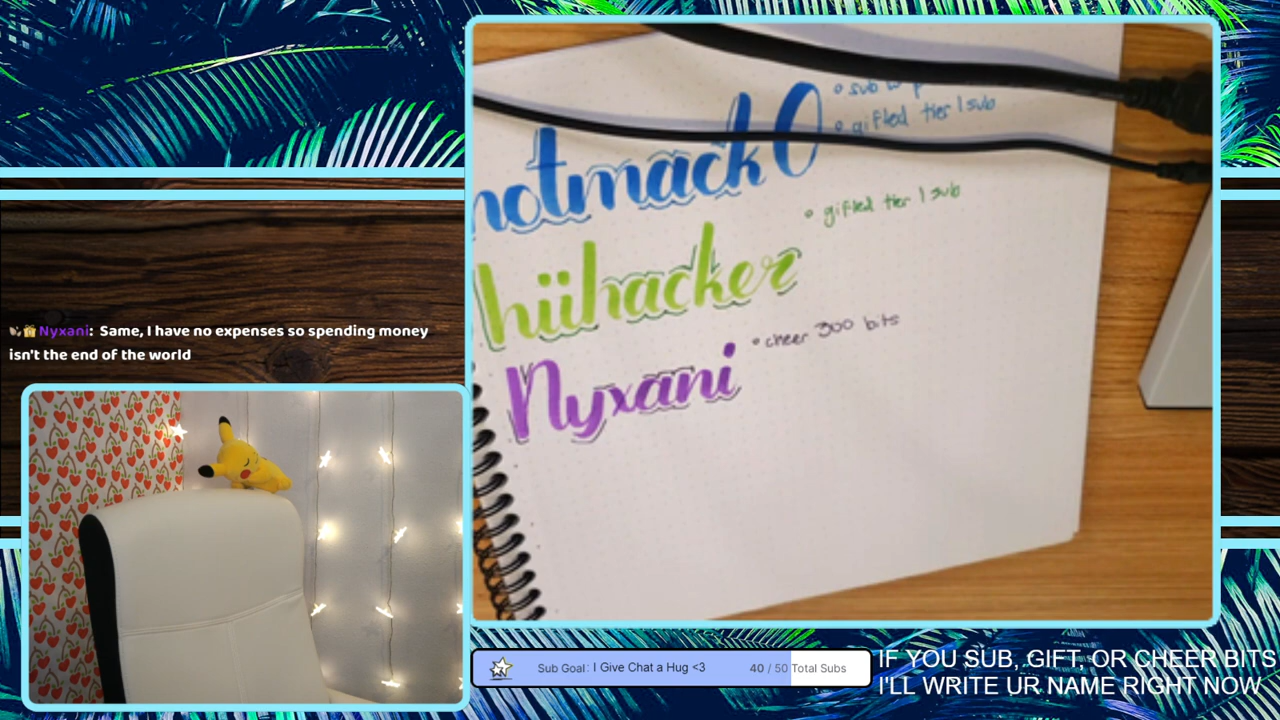 notmack0
• sub w
• gifted tier 1 sub
hiihacker
• gifted tier 1 sub
Nyxani
• cheer 300 bits
Nyxani: Same, I have no expenses so spending money
isn't the end of the world
Sub Goal: I Give Chat a Hug <3 40 / 50 Total Subs
IF YOU SUB, GIFT, OR CHEER BITS
I'LL WRITE UR NAME RIGHT NOW